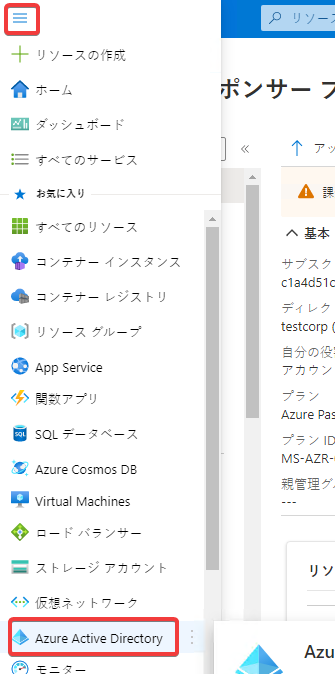 リソースの作成
ホーム
ダッシュボード
すべてのサービス
お気に入り
すべてのリソース
コンテナー インスタンス
コンテナー レジストリ
リソース グループ
App Service
関数アプリ
SQL データベース
Azure Cosmos DB
Virtual Machines
ロード バランサー
ストレージ アカウント
仮想ネットワーク
Azure Active Directory
モニター
リソ
ポンサー プ
«
アッ
課
基本
サブスク
c1a4d51c
ディレクト
testcorp (
自分の役
アカウン
プラン
Azure Pas
プラン ID
MS-AZR-
親管理グル
---
リソ
Azu